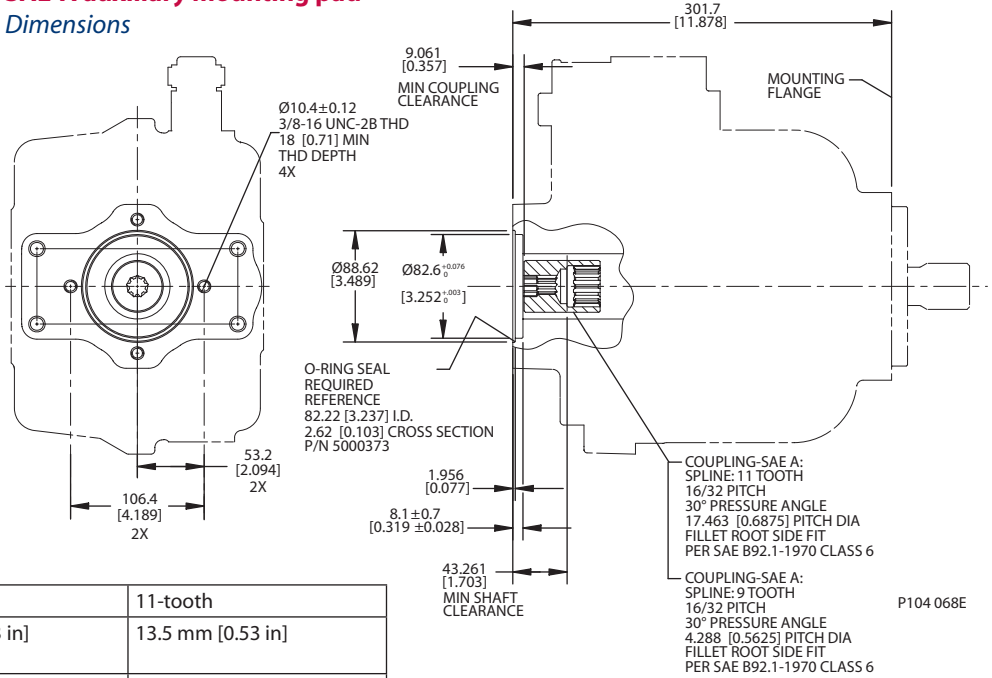 Dimensions
301.7
[11.878]
9.061
[0.357]
MIN COUPLING
CLEARANCE
MOUNTING
FLANGE
Ø10.4±0.12
3/8-16 UNC-2B THD
18 [0.71] MIN
THD DEPTH
4X
Ø88.62
[3.489]
Ø82.6 +0.076 0
[3.252 +.003 0]
O-RING SEAL
REQUIRED
REFERENCE
82.22 [3.237] I.D.
2.62 [0.103] CROSS SECTION
P/N 5000373
53.2
[2.094]
2X
106.4
[4.189]
2X
1.956
[0.077]
8.1±0.7
[0.319 ±0.028]
43.261
[1.703]
MIN SHAFT
CLEARANCE
COUPLING-SAE A:
SPLINE: 11 TOOTH
16/32 PITCH
30° PRESSURE ANGLE
17.463 [0.6875] PITCH DIA
FILLET ROOT SIDE FIT
PER SAE B92.1-1970 CLASS 6
COUPLING-SAE A:
SPLINE: 9 TOOTH
16/32 PITCH
30° PRESSURE ANGLE
4.288 [0.5625] PITCH DIA
FILLET ROOT SIDE FIT
PER SAE B92.1-1970 CLASS 6
P104 068E
11-tooth
in]
13.5 mm [0.53 in]